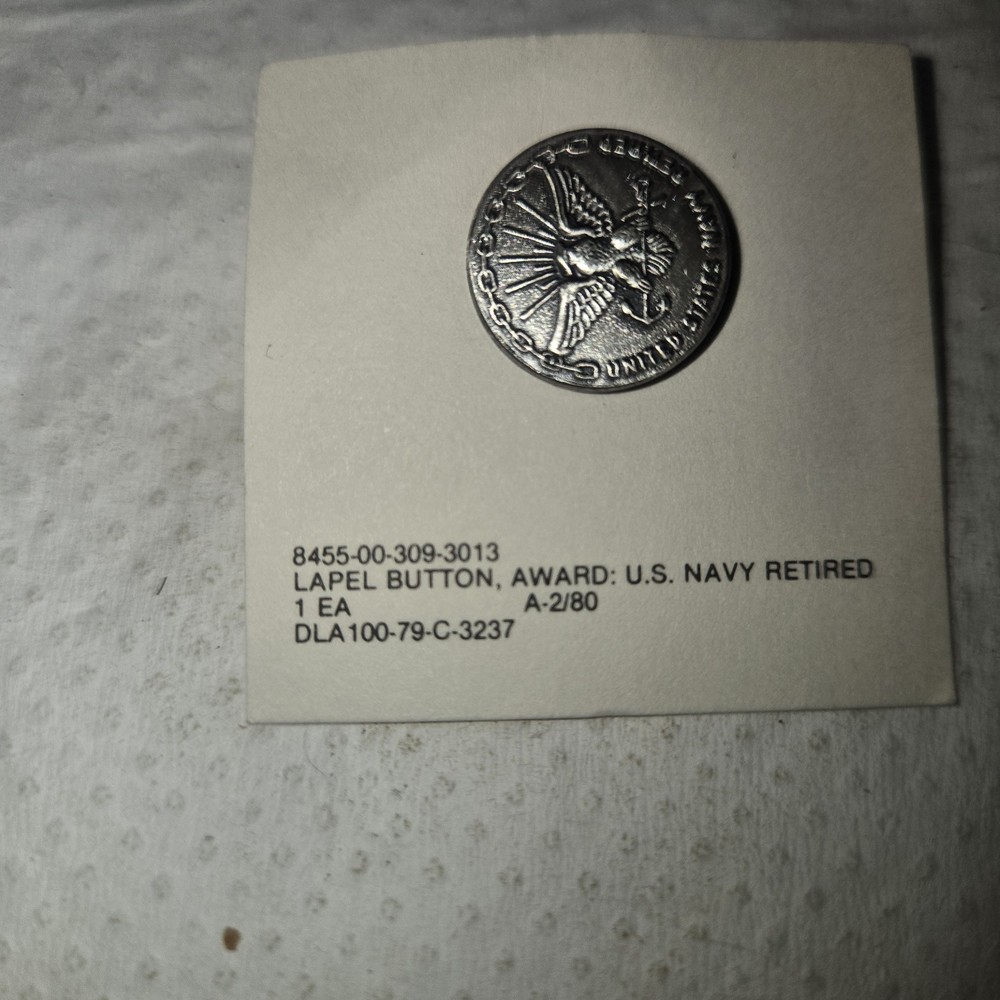 UNITED STATES NAVY RETIRED
8455-00-309-3013
LAPEL BUTTON, AWARD: U.S. NAVY RETIRED
1 EA A-2/80
DLA100-79-C-3237